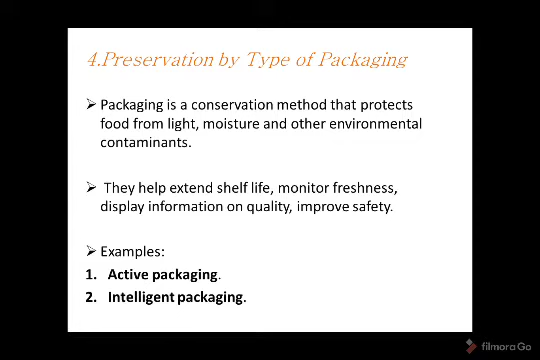 4.Preservation by Type of Packaging
➢ Packaging is a conservation method that protects
food from light, moisture and other environmental
contaminants.
➢ They help extend shelf life, monitor freshness,
display information on quality, improve safety.
➢ Examples:
1. Active packaging.
2. Intelligent packaging.
filmora Go